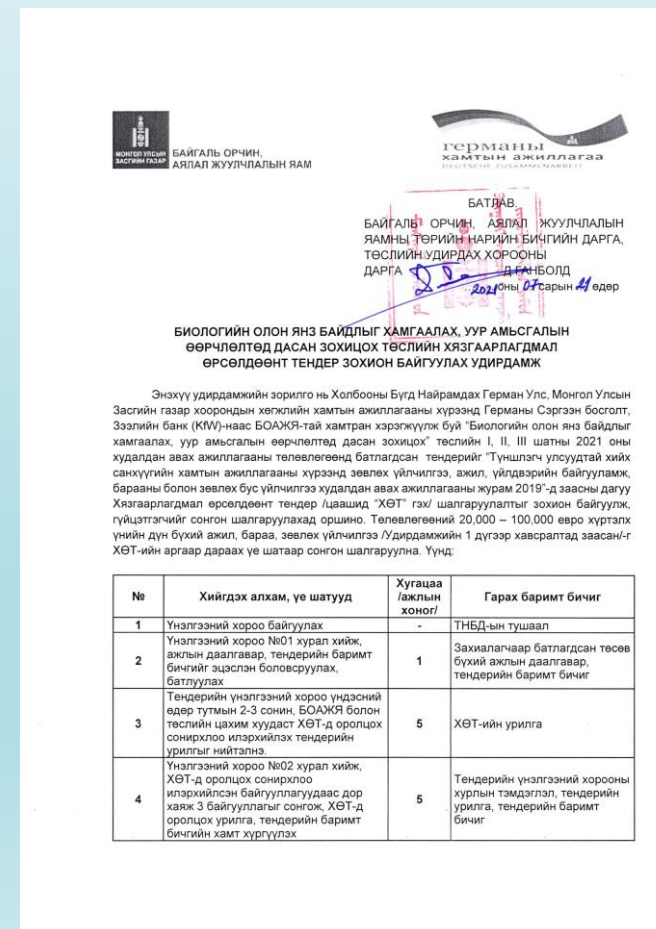 МОНГОЛ УЛСЫН
ЗАСГИЙН ГАЗАР
БАЙГАЛЬ ОРЧИН,
АЯЛАЛ ЖУУЛЧЛАЛЫН ЯАМ
германы
хамтын ажиллагаа
DEUTSCHE ZUSAMMENARBEIT
БАТЛАВ.
БАЙГАЛЬ ОРЧИН, АЯЛАЛ ЖУУЛЧЛАЛЫН
ЯАМНЫ ТӨРИЙН НАРИЙН БИЧГИЙН ДАРГА,
ТӨСЛИЙН УДИРДАХ ХОРООНЫ
ДАРГА Д.ГАНБОЛД
2021 оны 07 сарын 21 өдөр
БИОЛОГИЙН ОЛОН ЯНЗ БАЙДЛЫГ ХАМГААЛАХ, УУР АМЬСГАЛЫН
ӨӨРЧЛӨЛТӨД ДАСАН ЗОХИЦОХ ТӨСЛИЙН ХЯЗГААРЛАГДМАЛ
ӨРСӨЛДӨӨНТ ТЕНДЕР ЗОХИОН БАЙГУУЛАХ УДИРДАМЖ
Энэхүү удирдамжийн зорилго нь Холбооны Бүгд Найрамдах Герман Улс, Монгол Улсын
Засгийн газар хоорондын хөгжлийн хамтын ажиллагааны хүрээнд Германы Сэргээн босголт,
Зээлийн банк (KfW)-наас БОАЖЯ-тай хамтран хэрэгжүүлж буй “Биологийн олон янз байдлыг
хамгаалах, уур амьсгалын өөрчлөлтөд дасан зохицох” төслийн I, II, III шатны 2021 оны
худалдан авах ажиллагааны төлөвлөгөөнд батлагдсан тендерийг “Түншлэгч улсуудтай хийх
санхүүгийн хамтын ажиллагааны хүрээнд зөвлөх үйлчилгээ, ажил, үйлдвэрийн байгууламж,
барааны болон зөвлөх бус үйлчилгээ худалдан авах ажиллагааны журам 2019”-д заасны дагуу
Хязгаарлагдмал өрсөлдөөнт тендер /цаашид “ХӨТ” гэх/ шалгаруулалтыг зохион байгуулж,
гүйцэтгэгчийг сонгон шалгаруулахад оршино. Төлөвлөгөөний 20,000 – 100,000 евро хүртэлх
үнийн дүн бүхий ажил, бараа, зөвлөх үйлчилгээ /Удирдамжийн 1 дүгээр хавсралтад заасан/-г
ХӨТ-ийн аргаар дараах үе шатаар сонгон шалгаруулна. Үүнд:
№ Хийгдэх алхам, үе шатууд Хугацаа /ажлын хоног/ Гарах баримт бичиг
1 Үнэлгээний хороо байгуулах - ТНБД-ын тушаал
2 Үнэлгээний хороо №01 хурал хийж,
ажлын даалгавар, тендерийн баримт
бичгийг эцэслэн боловсруулах,
батлуулах
1
Захиалагчаар батлагдсан төсөв
бүхий ажлын даалгавар,
тендерийн баримт бичиг
3 Тендерийн үнэлгээний хороо үндэсний
өдөр тутмын 2-3 сонин, БОАЖЯ болон
төслийн цахим хуудаст ХӨТ-д оролцох
сонирхлоо илэрхийлэх тендерийн
урилгыг нийтэлнэ.
5
ХӨТ-ийн урилга
4 Үнэлгээний хороо №02 хурал хийж,
ХӨТ-д оролцох сонирхлоо
илэрхийлсэн байгууллагуудаас дор
хаяж 3 байгууллагыг сонгож, ХӨТ-д
оролцох урилга, тендерийн баримт
бичгийн хамт хүргүүлэх
5
Тендерийн үнэлгээний хорооны
хурлын тэмдэглэл, тендерийн
урилга, тендерийн баримт
бичиг